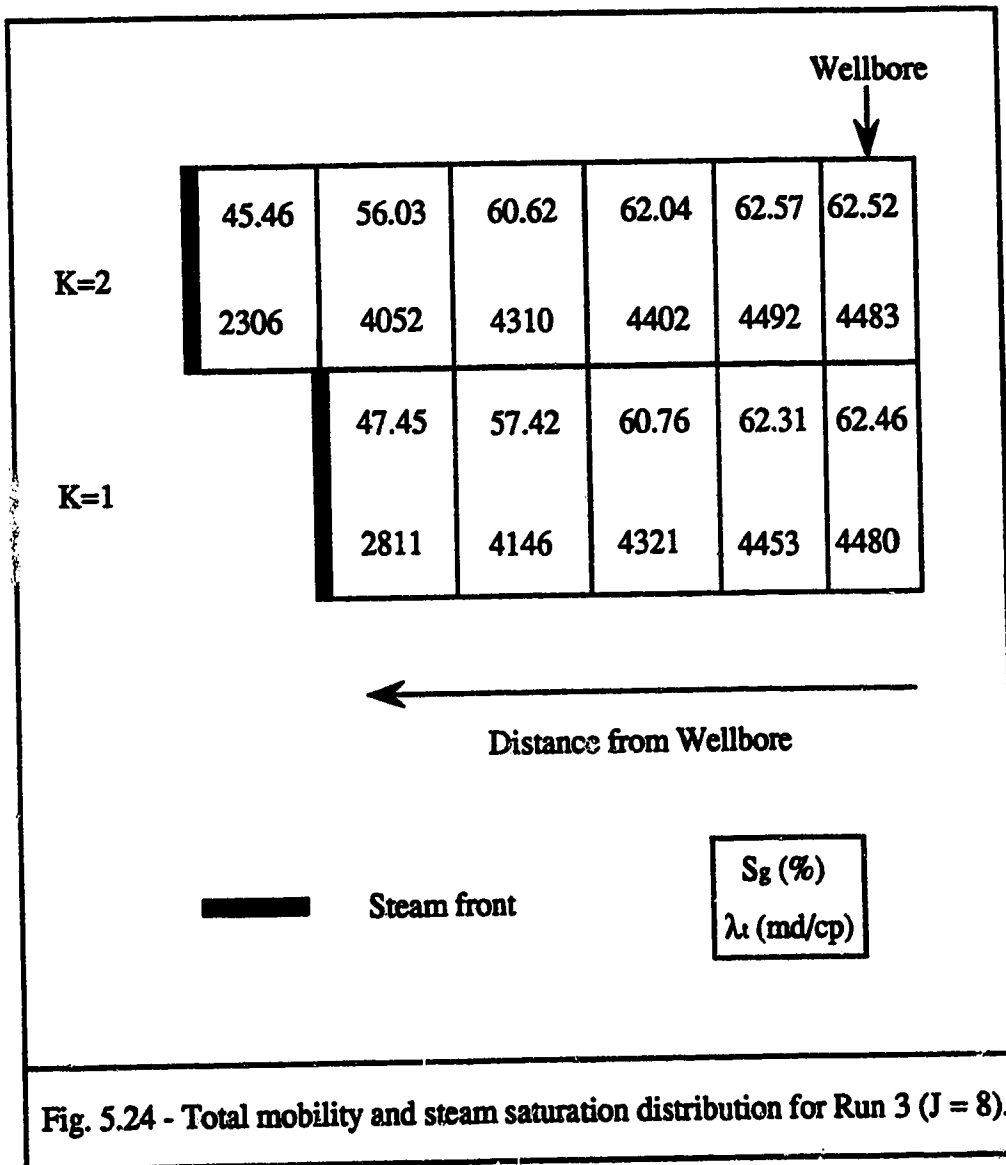 Wellbore
45.46 56.03 60.62 62.04 62.57 62.52
K=2
2306 4052 4310 4402 4492 4483
47.45 57.42 60.76 62.31 62.46
K=1
2811 4146 4321 4453 4480
Distance from Wellbore
Sg (%)
Steam front
λt (md/cp)
Fig. 5.24 - Total mobility and steam saturation distribution for Run 3 (J = 8).